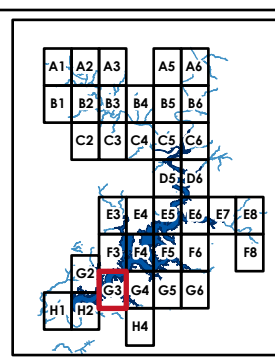 A1 A2 A3 A5 A6
B1 B2 B3 B4 B5 B6
C2 C3 C4 C5 C6
D5 D6
E3 E4 E5 E6 E7 E8
F3 F4 F5 F6 F8
G2 G3 G4 G5 G6
H1 H2 H4